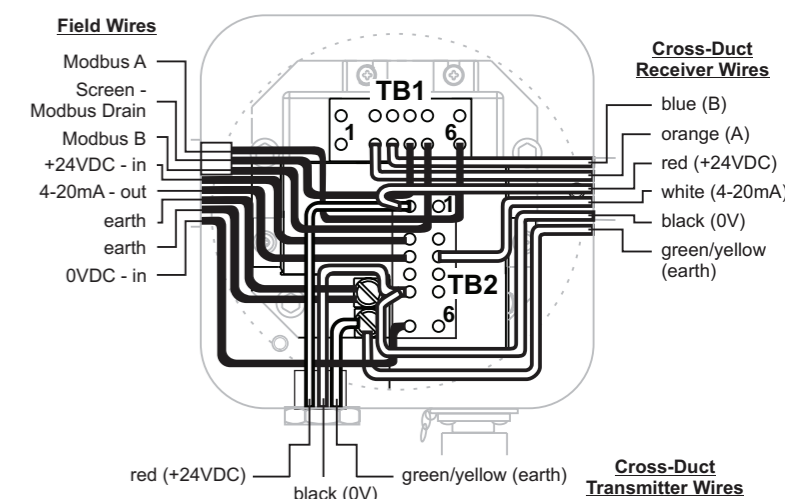 Field Wires
Modbus A
Screen -
Modbus Drain
Modbus B
+24VDC - in
4-20mA - out
earth
earth
0VDC - in
TB1
1
6
1
TB2
6
Cross-Duct
Receiver Wires
blue (B)
orange (A)
red (+24VDC)
white (4-20mA)
black (0V)
green/yellow
(earth)
red (+24VDC)
black (0V)
green/yellow (earth)
Cross-Duct
Transmitter Wires